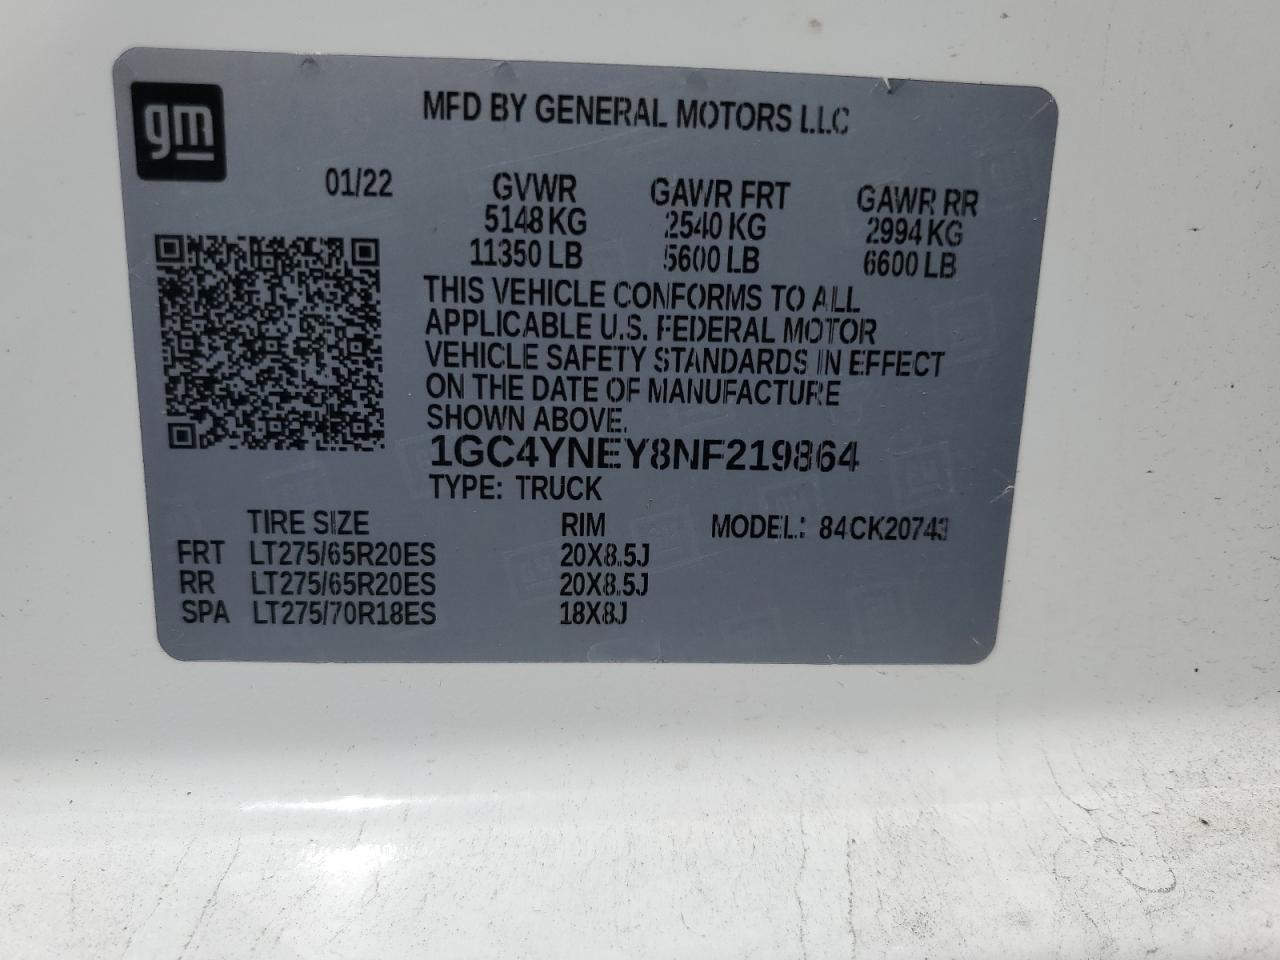 gm
MFD BY GENERAL MOTORS LLC
01/22 GVWR GAWR FRT GAWR RR
5148 KG 2540 KG 2994 KG
11350 LB 5600 LB 6600 LB
THIS VEHICLE CONFORMS TO ALL
APPLICABLE U.S. FEDERAL MOTOR
VEHICLE SAFETY STANDARDS IN EFFECT
ON THE DATE OF MANUFACTURE
SHOWN ABOVE.
1GC4YNEY8NF219864
TYPE: TRUCK
TIRE SIZE RIM MODEL: 84CK20743
FRT LT275/65R20ES 20X8.5J
RR LT275/65R20ES 20X8.5J
SPA LT275/70R18ES 18X8J